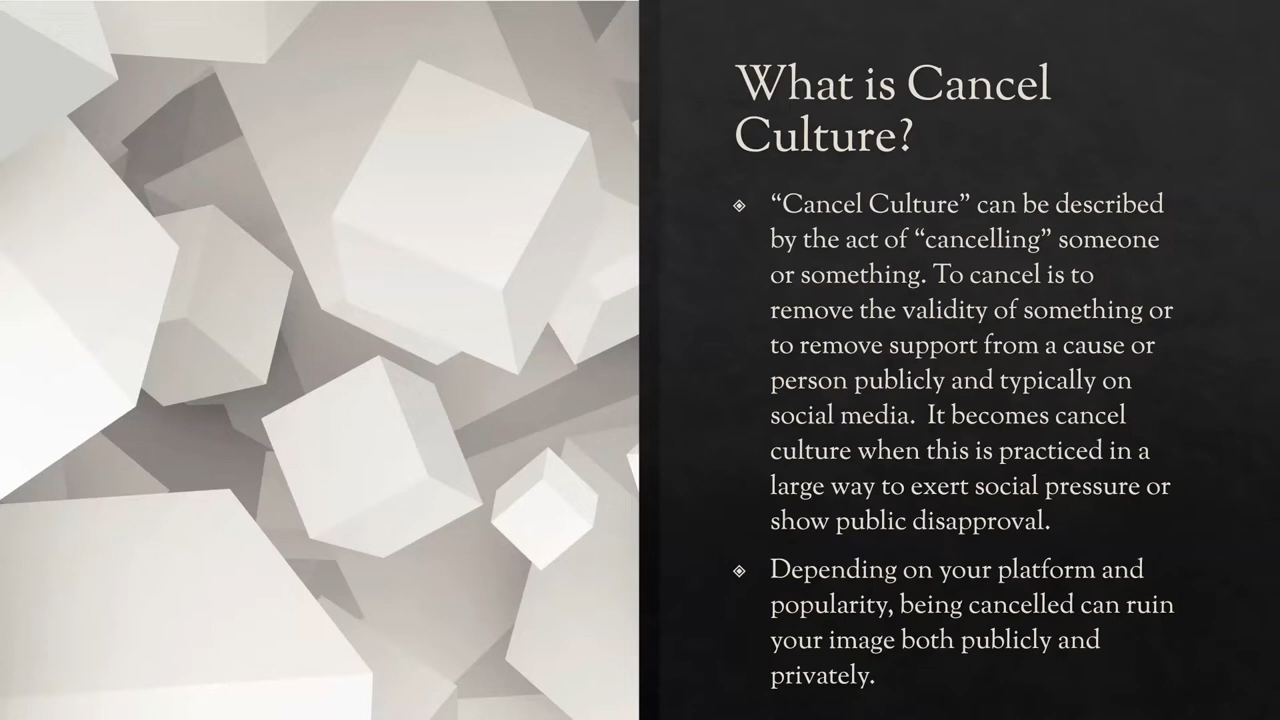 What is Cancel
Culture?
“Cancel Culture” can be described
by the act of “cancelling” someone
or something. To cancel is to
remove the validity of something or
to remove support from a cause or
person publicly and typically on
social media.  It becomes cancel
culture when this is practiced in a
large way to exert social pressure or
show public disapproval.
Depending on your platform and
popularity, being cancelled can ruin
your image both publicly and
privately.